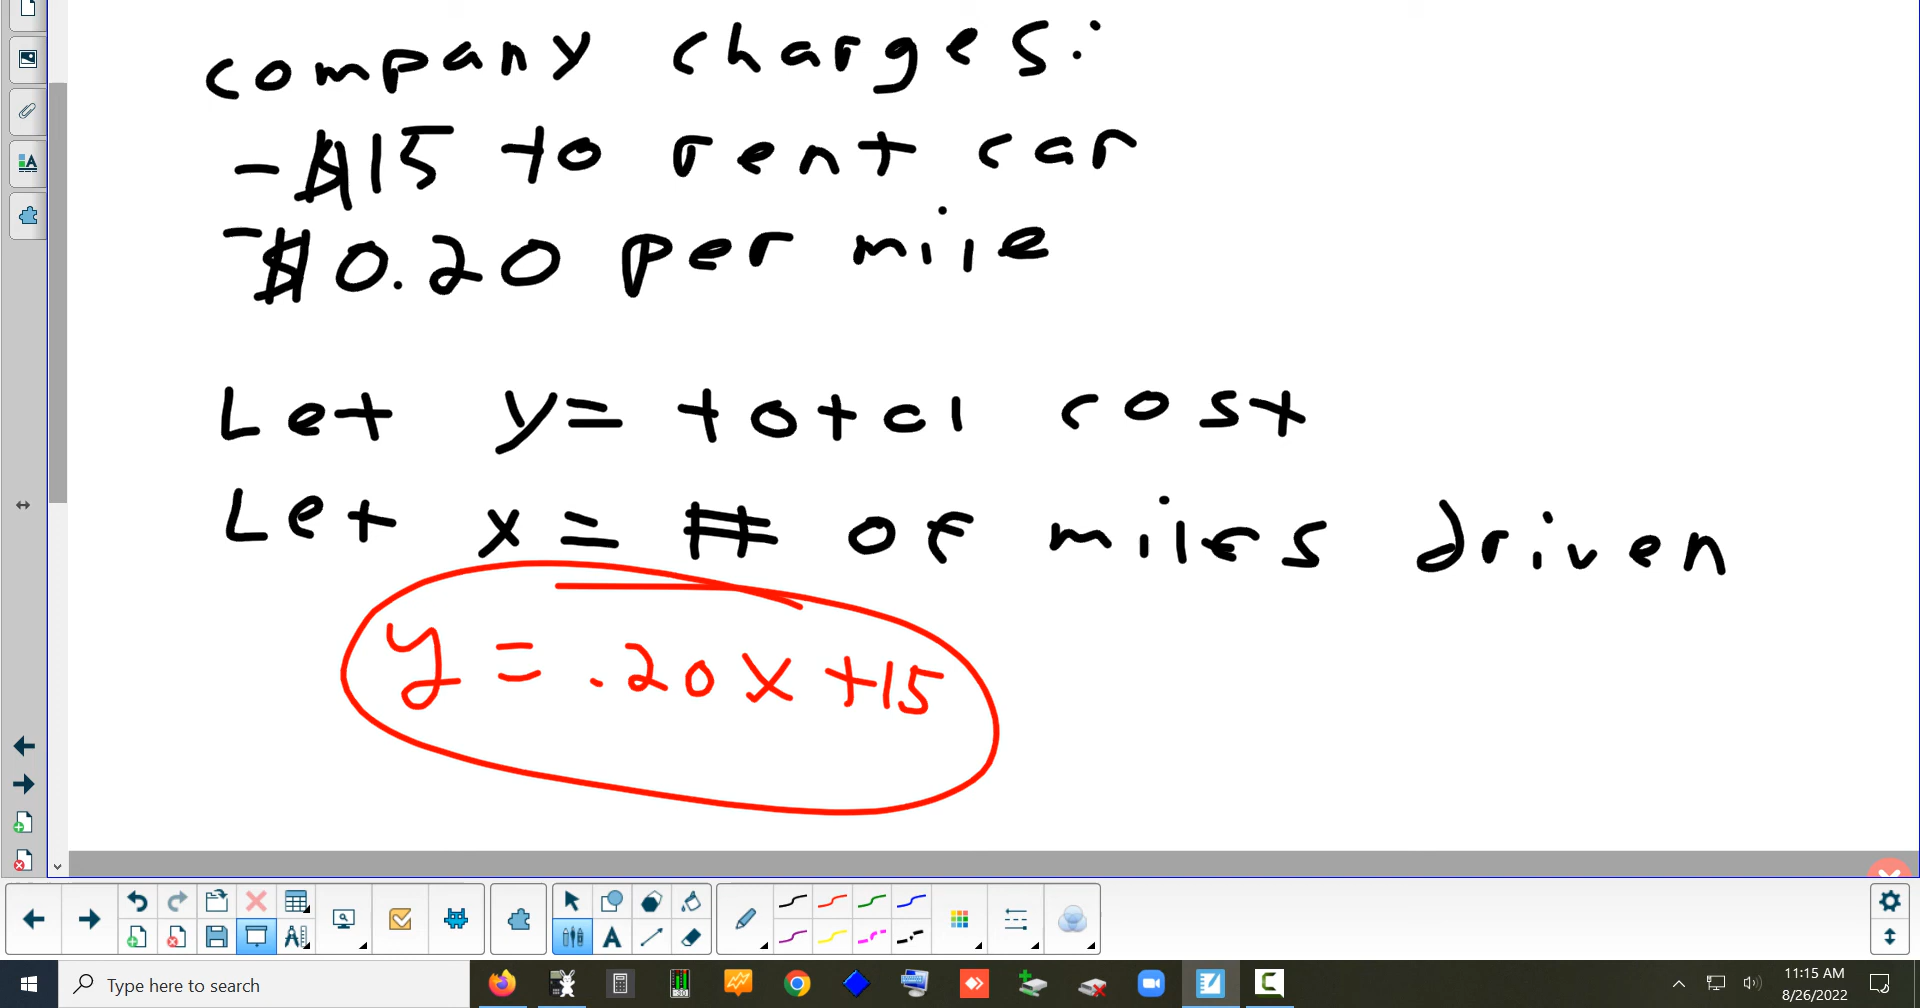 company charges:
-$15 to rent car
-$0.20 per mile
Let y= total cost
Let x = # of miles driven
y = .20x +15
Type here to search
11:15 AM
8/26/2022